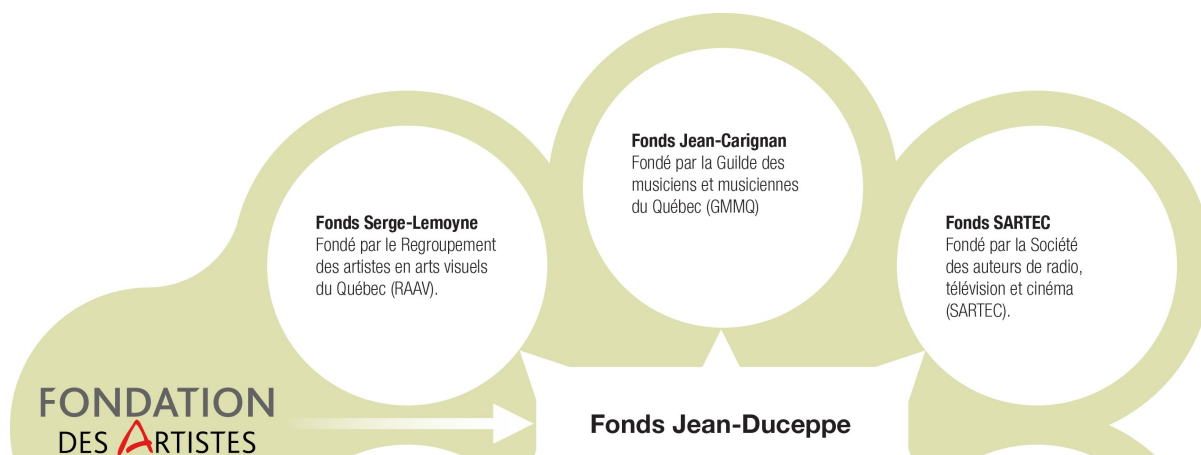 Fonds Jean-Carignan
Fondé par la Guilde des
musiciens et musiciennes
du Québec (GMMQ)
Fonds Serge-Lemoyne
Fondé par le Regroupement
des artistes en arts visuels
du Québec (RAAV).
Fonds SARTEC
Fondé par la Société
des auteurs de radio,
télévision et cinéma
(SARTEC).
FONDATION
DES ARTISTES
Fonds Jean-Duceppe